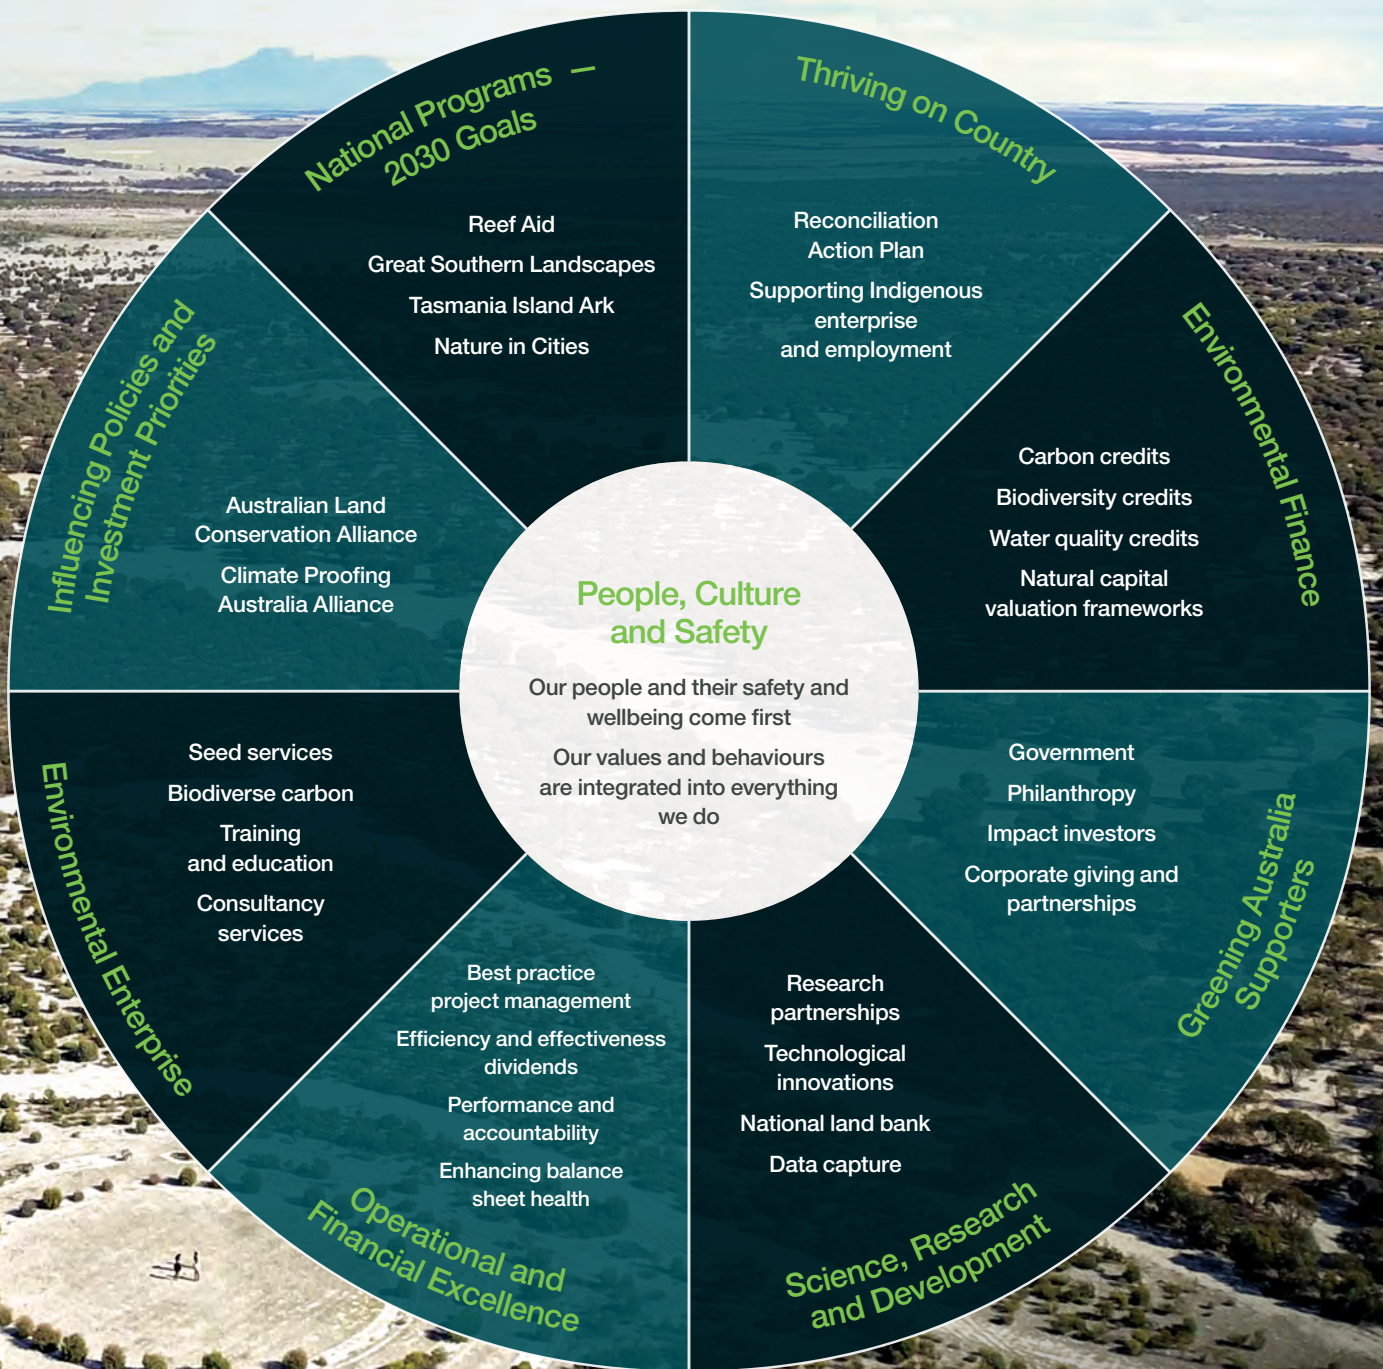 National Programs —
2030 Goals
Reef Aid
Great Southern Landscapes
Tasmania Island Ark
Nature in Cities
Thriving on Country
Reconciliation
Action Plan
Supporting Indigenous
enterprise
and employment
Environmental Finance
Carbon credits
Biodiversity credits
Water quality credits
Natural capital
valuation frameworks
Greening Australia
Supporters
Government
Philanthropy
Impact investors
Corporate giving and
partnerships
Science, Research
and Development
Research
partnerships
Technological
innovations
National land bank
Data capture
Operational and
Financial Excellence
Best practice
project management
Efficiency and effectiveness
dividends
Performance and
accountability
Enhancing balance
sheet health
Environmental Enterprise
Seed services
Biodiverse carbon
Training
and education
Consultancy
services
Influencing Policies and
Investment Priorities
Australian Land
Conservation Alliance
Climate Proofing
Australia Alliance
People, Culture
and Safety
Our people and their safety and
wellbeing come first
Our values and behaviours
are integrated into everything
we do